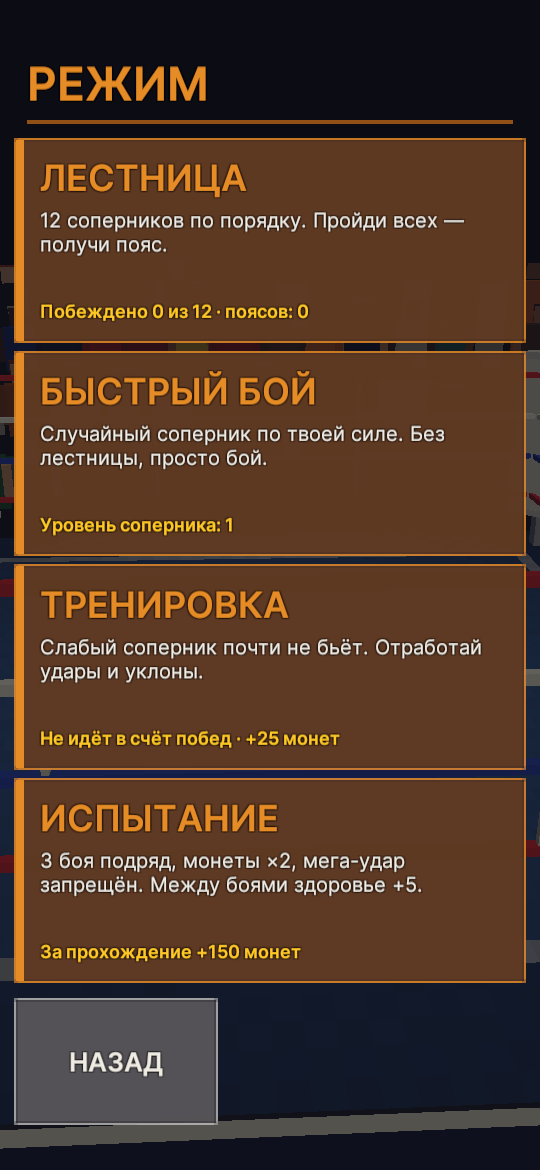 РЕЖИМ
ЛЕСТНИЦА
12 соперников по порядку. Пройди всех —
получи пояс.
Побеждено 0 из 12 · поясов: 0
БЫСТРЫЙ БОЙ
Случайный соперник по твоей силе. Без
лестницы, просто бой.
Уровень соперника: 1
ТРЕНИРОВКА
Слабый соперник почти не бьёт. Отработай
удары и уклоны.
Не идёт в счёт побед · +25 монет
ИСПЫТАНИЕ
3 боя подряд, монеты ×2, мега-удар
запрещён. Между боями здоровье +5.
За прохождение +150 монет
НАЗАД